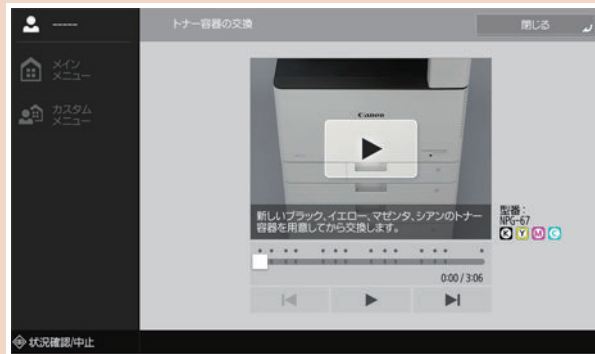 -----
トナー容器の交換
閉じる
メイン
メニュー
カスタム
メニュー
Canon
新しいブラック、イエロー、マゼンタ、シアンのトナー
容器を用意してから交換します。
型番：
NPG-67
K Y M C
0:00 / 3:06
状況確認/中止